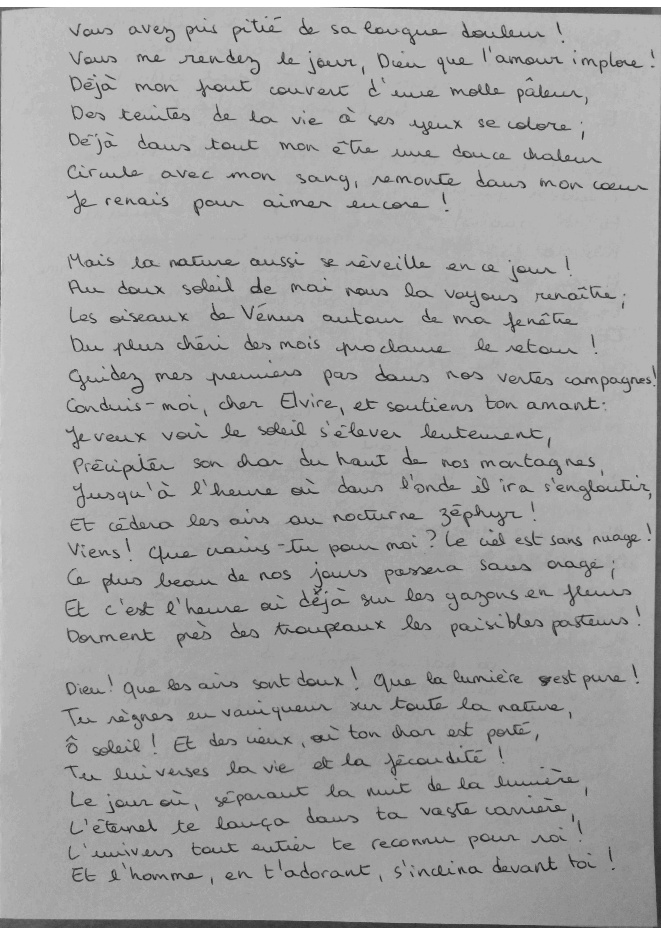 Vous avez pris pitié de sa longue douleur !
Vous me rendez le jour, Dieu que l'amour implore !
Déjà mon front couvert d'une molle pâleur,
Des teintes de la vie à ses yeux se colore ;
Déjà dans tout mon être une douce chaleur
Circule avec mon sang, remonte dans mon cœur
Je renais pour aimer encore !

Mais la nature aussi se réveille en ce jour !
Au doux soleil de mai nous la voyons renaître ;
Les oiseaux de Vénus autour de ma fenêtre
Du plus chéri des mois proclame le retour !
Guidez mes premiers pas dans nos vertes campagnes !
Conduis-moi, cher Elvire, et soutiens ton amant :
Je veux voir le soleil s'élever lentement,
Précipiter son char du haut de nos montagnes,
Jusqu'à l'heure où dans l'onde il ira s'engloutir,
Et cédera les airs au nocturne zéphyr !
Viens ! Que crains-tu pour moi ? Le ciel est sans nuage !
Ce plus beau de nos jours passera sans orage ;
Et c'est l'heure où déjà sur les gazons en fleurs
Dorment près des troupeaux les paisibles pasteurs !

Dieu ! Que les airs sont doux ! Que la lumière est pure !
Tu règnes en vainqueur sur toute la nature,
Ô soleil ! Et des cieux, où ton char est porté,
Tu lui verses la vie et la fécondité !
Le jour où, séparant la nuit de la lumière,
L'éternel te lança dans ta vaste carrière,
L'univers tout entier te reconnu pour roi !
Et l'homme, en t'adorant, s'inclina devant toi !